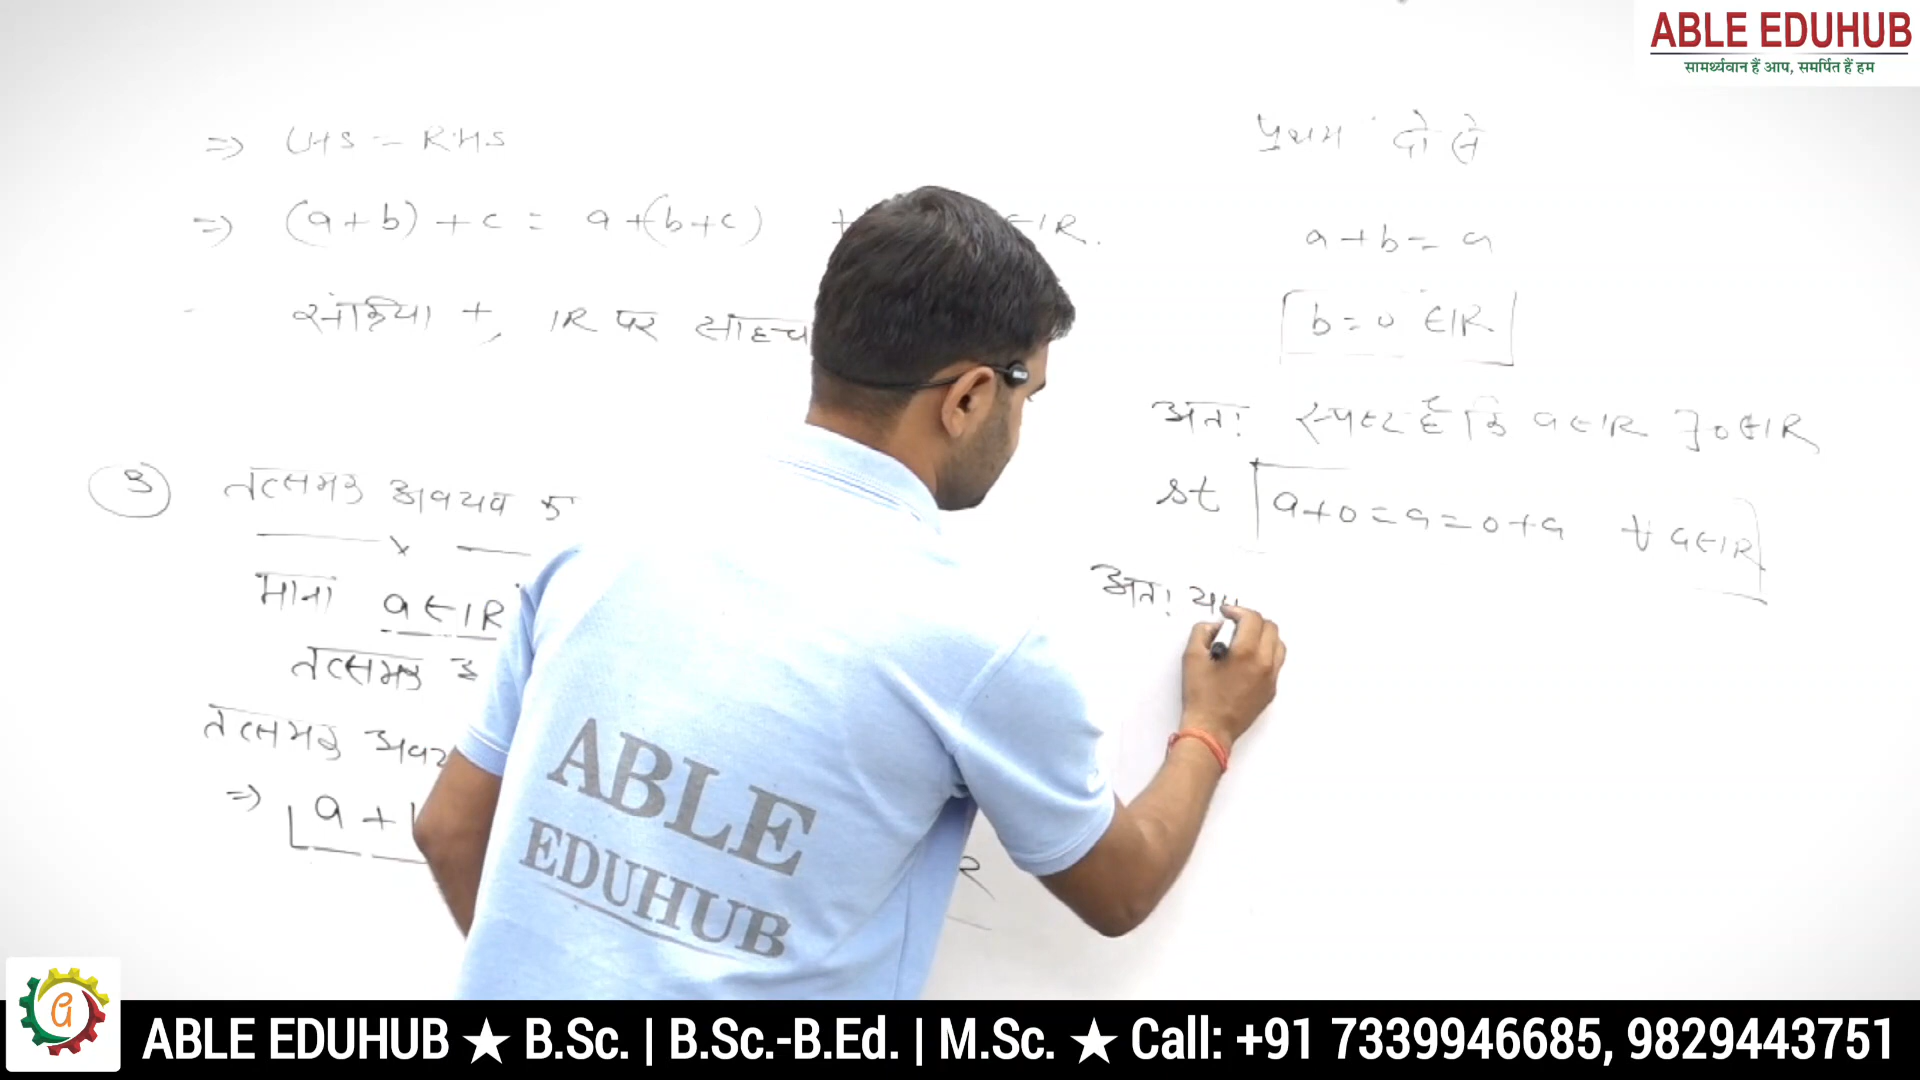 ABLE EDUHUB
सामर्थ्यवान हैं आप, समर्पित हैं हम
⇒ LHS = RHS
⇒ (a+b)+c = a+(b+c) ∈ IR.
संक्रिया +, IR पर साहच
③ तत्समक अवयव
माना a ∈ IR
तत्समक
तत्समक अवय
⇒ a +
प्रथम दो से
a + b = a
b = 0 ∈ IR
अतः स्पष्ट है कि a ∈ IR ∃ 0 ∈ IR
st a+0 = a = 0+a ∀ a ∈ IR
अतः
ABLE
EDUHUB
ABLE EDUHUB ★ B.Sc. | B.Sc.-B.Ed. | M.Sc. ★ Call: +91 7339946685, 9829443751